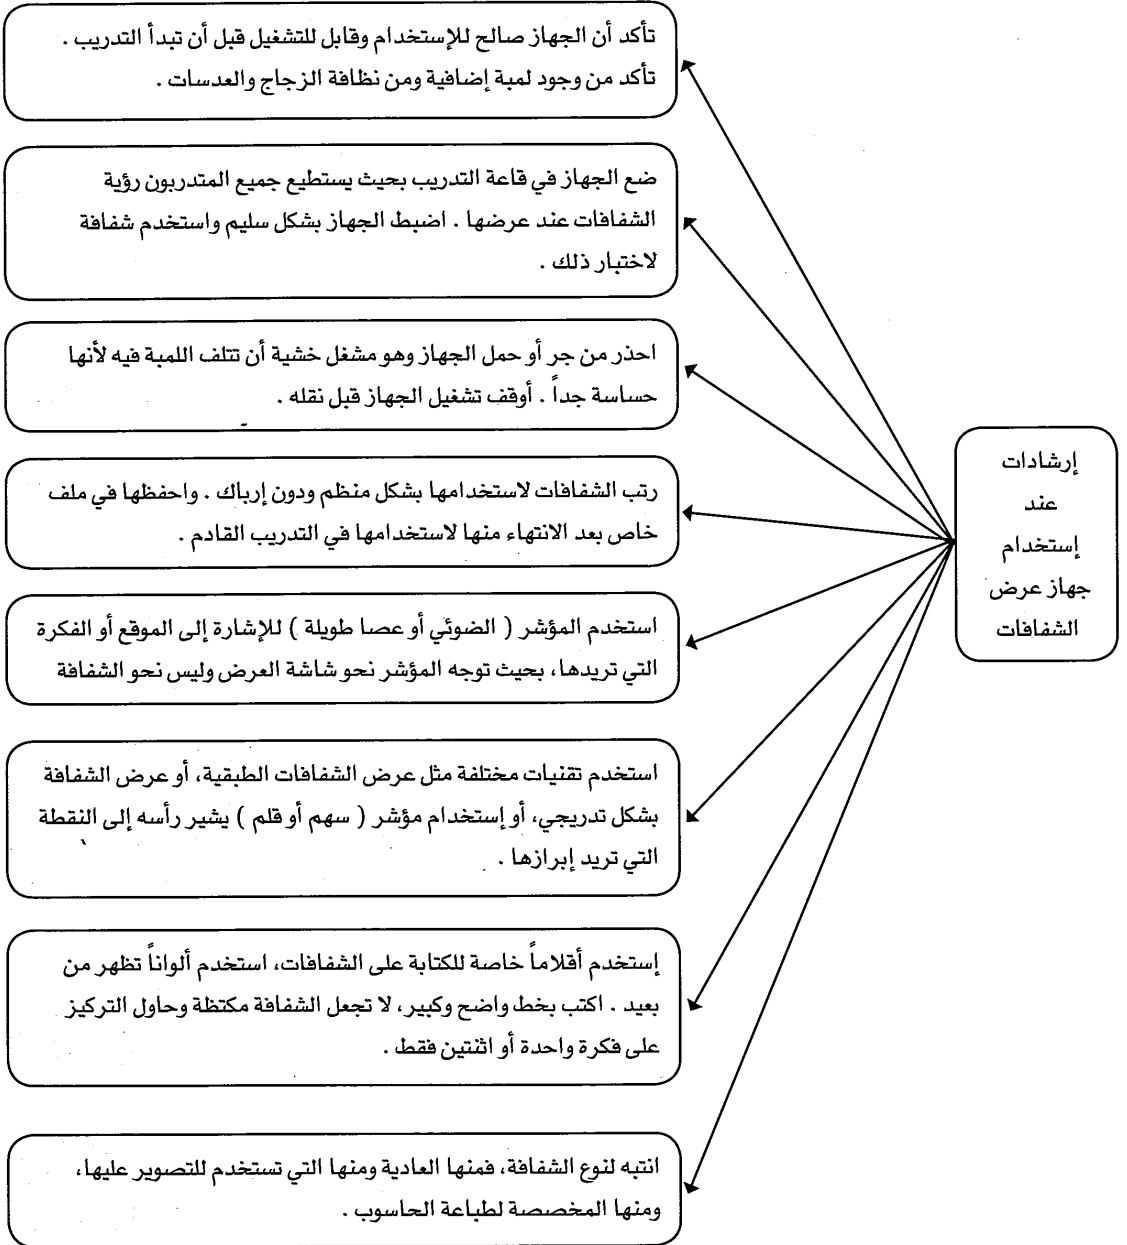 إرشادات
عند
إستخدام
جهاز عرض
الشفافات
تأكد أن الجهاز صالح للإستخدام وقابل للتشغيل قبل أن تبدأ التدريب .
تأكد من وجود لمبة إضافية ومن نظافة الزجاج والعدسات .
ضع الجهاز في قاعة التدريب بحيث يستطيع جميع المتدربون رؤية
الشفافات عند عرضها . اضبط الجهاز بشكل سليم واستخدم شفافة
لاختبار ذلك .
احذر من جر أو حمل الجهاز وهو مشغل خشية أن تتلف اللمبة فيه لأنها
حساسة جداً . أوقف تشغيل الجهاز قبل نقله .
رتب الشفافات لاستخدامها بشكل منظم ودون إرباك . واحفظها في ملف
خاص بعد الانتهاء منها لاستخدامها في التدريب القادم .
استخدم المؤشر ( الضوئي أو عصا طويلة ) للإشارة إلى الموقع أو الفكرة
التي تريدها، بحيث توجه المؤشر نحو شاشة العرض وليس نحو الشفافة
استخدم تقنيات مختلفة مثل عرض الشفافات الطبقية، أو عرض الشفافة
بشكل تدريجي، أو إستخدام مؤشر ( سهم أو قلم ) يشير رأسه إلى النقطة
التي تريد إبرازها .
إستخدم أقلاماً خاصة للكتابة على الشفافات، استخدم ألواناً تظهر من
بعيد . اكتب بخط واضح وكبير، لا تجعل الشفافة مكتظة وحاول التركيز
على فكرة واحدة أو اثنتين فقط .
انتبه لنوع الشفافة، فمنها العادية ومنها التي تستخدم للتصوير عليها،
ومنها المخصصة لطباعة الحاسوب .